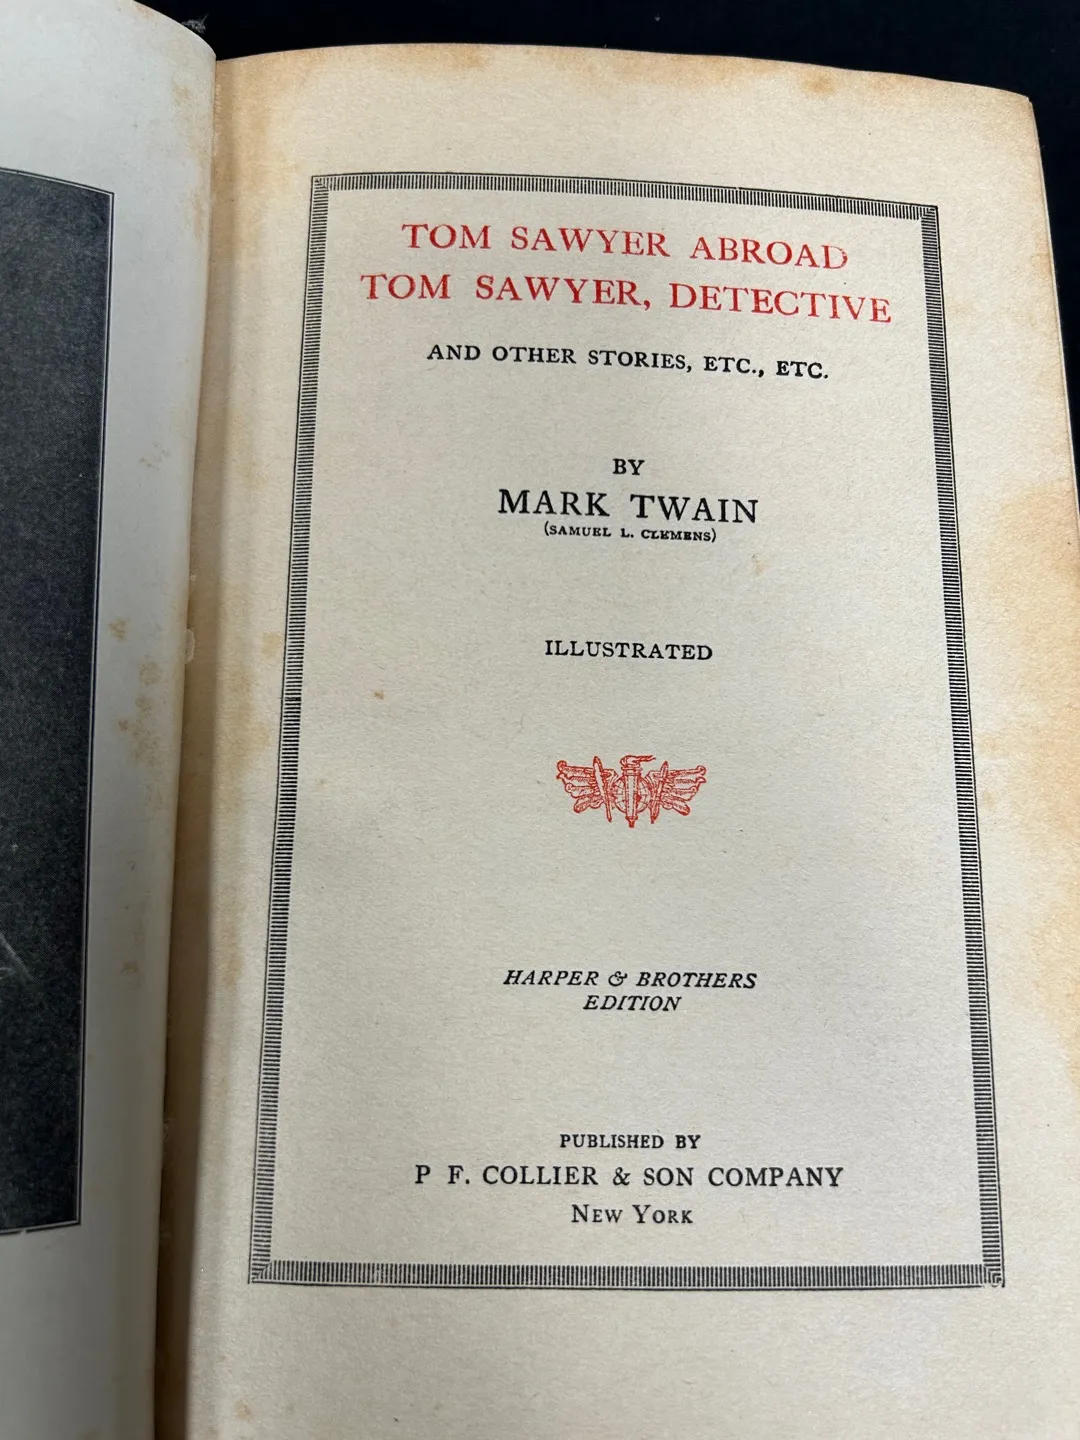 TOM SAWYER ABROAD
TOM SAWYER, DETECTIVE
AND OTHER STORIES, ETC., ETC.
BY
MARK TWAIN
(SAMUEL L. CLEMENS)
ILLUSTRATED
HARPER & BROTHERS
EDITION
PUBLISHED BY
P F. COLLIER & SON COMPANY
NEW YORK